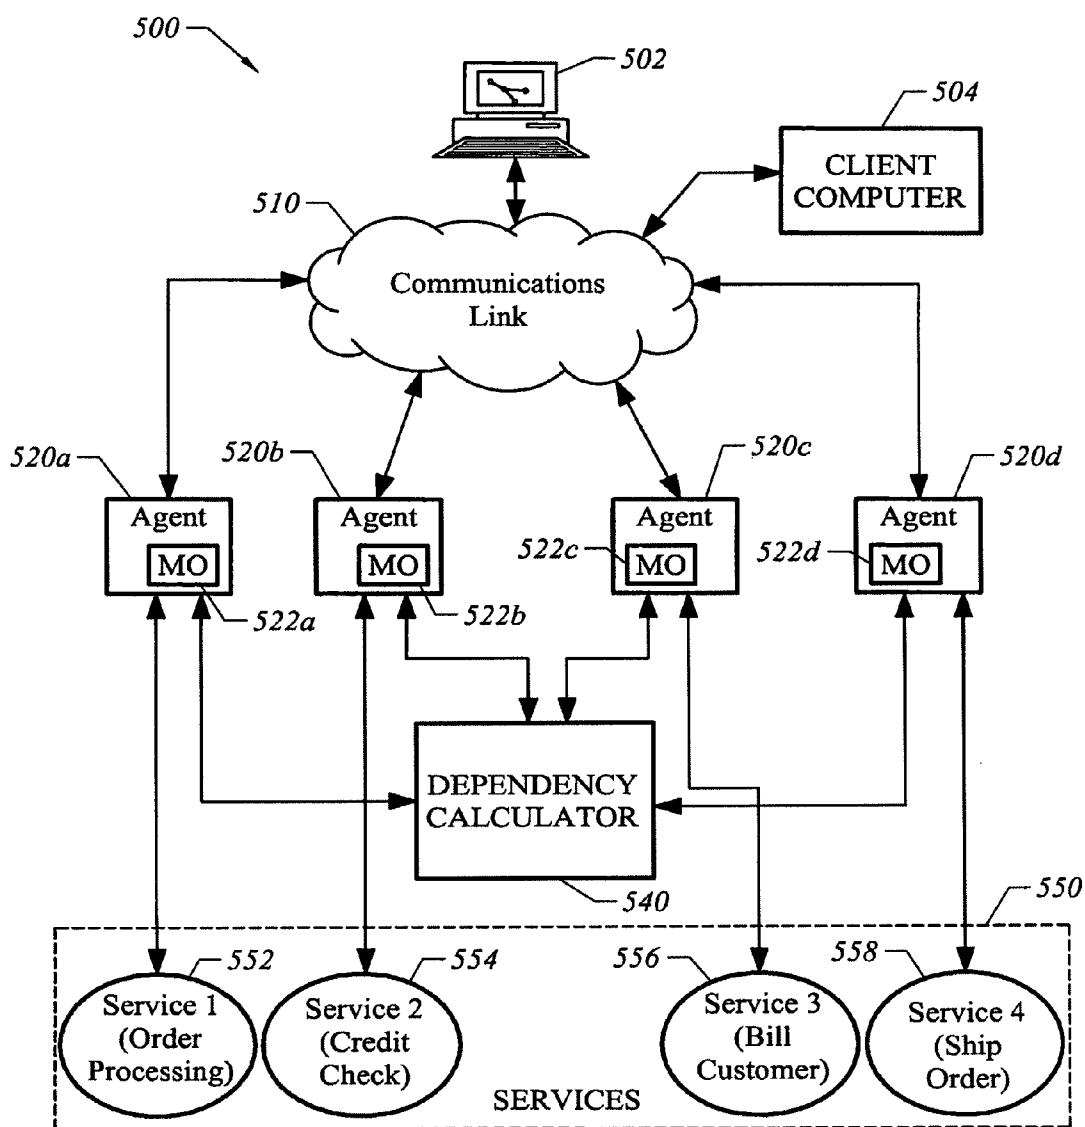 500
502
504
CLIENT
COMPUTER
510
Communications
Link
520a
520b
520c
520d
Agent
Agent
Agent
Agent
MO
MO
522c
MO
522d
MO
522a
522b
DEPENDENCY
CALCULATOR
540
550
552
554
556
558
Service 1
(Order
Processing)
Service 2
(Credit
Check)
Service 3
(Bill
Customer)
Service 4
(Ship
Order)
SERVICES